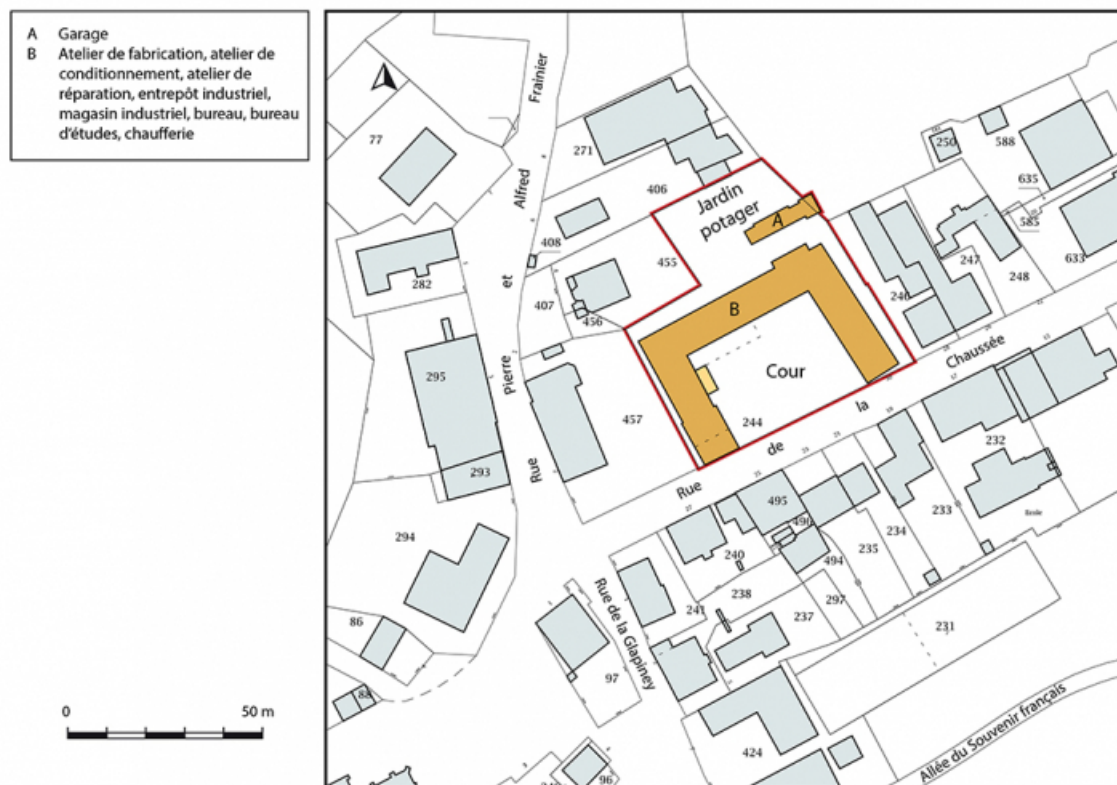 A Garage
B Atelier de fabrication, atelier de
conditionnement, atelier de
réparation, entrepôt industriel,
magasin industriel, bureau, bureau
d'études, chaufferie
0 50 m
Rue Pierre et Alfred Frainier
77
271
406
408
Jardin
potager
A
250
588
635
585
633
247
248
246
282
455
407
456
B
Cour
244
457
295
293
294
Rue de la Chaussée
232
Ecole
233
234
235
495
496
494
240
238
241
237
297
231
86
88
97
96
424
Rue de la Glapiney
Allée du Souvenir français